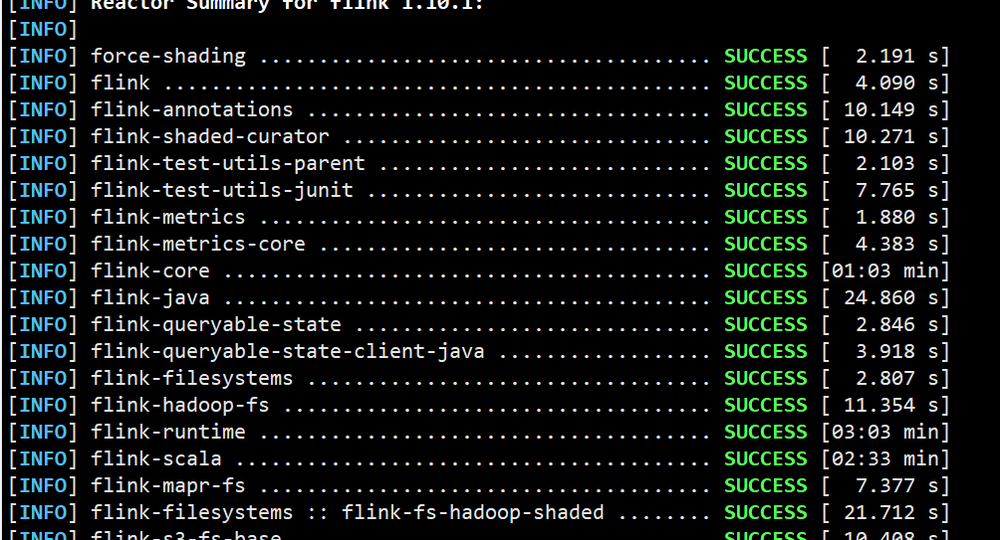 [INFO] Reactor Summary for flink 1.10.1:
[INFO]
[INFO] force-shading ...................................... SUCCESS [  2.191 s]
[INFO] flink .............................................. SUCCESS [  4.090 s]
[INFO] flink-annotations .................................. SUCCESS [ 10.149 s]
[INFO] flink-shaded-curator ............................... SUCCESS [ 10.271 s]
[INFO] flink-test-utils-parent ............................ SUCCESS [  2.103 s]
[INFO] flink-test-utils-junit ............................. SUCCESS [  7.765 s]
[INFO] flink-metrics ...................................... SUCCESS [  1.880 s]
[INFO] flink-metrics-core ................................. SUCCESS [  4.383 s]
[INFO] flink-core ......................................... SUCCESS [01:03 min]
[INFO] flink-java ......................................... SUCCESS [ 24.860 s]
[INFO] flink-queryable-state .............................. SUCCESS [  2.846 s]
[INFO] flink-queryable-state-client-java .................. SUCCESS [  3.918 s]
[INFO] flink-filesystems .................................. SUCCESS [  2.807 s]
[INFO] flink-hadoop-fs .................................... SUCCESS [ 11.354 s]
[INFO] flink-runtime ...................................... SUCCESS [03:03 min]
[INFO] flink-scala ........................................ SUCCESS [02:33 min]
[INFO] flink-mapr-fs ...................................... SUCCESS [  7.377 s]
[INFO] flink-filesystems :: flink-fs-hadoop-shaded ........ SUCCESS [ 21.712 s]
[INFO] flink-s3-fs-base ................................... SUCCESS [ 10.408 s]